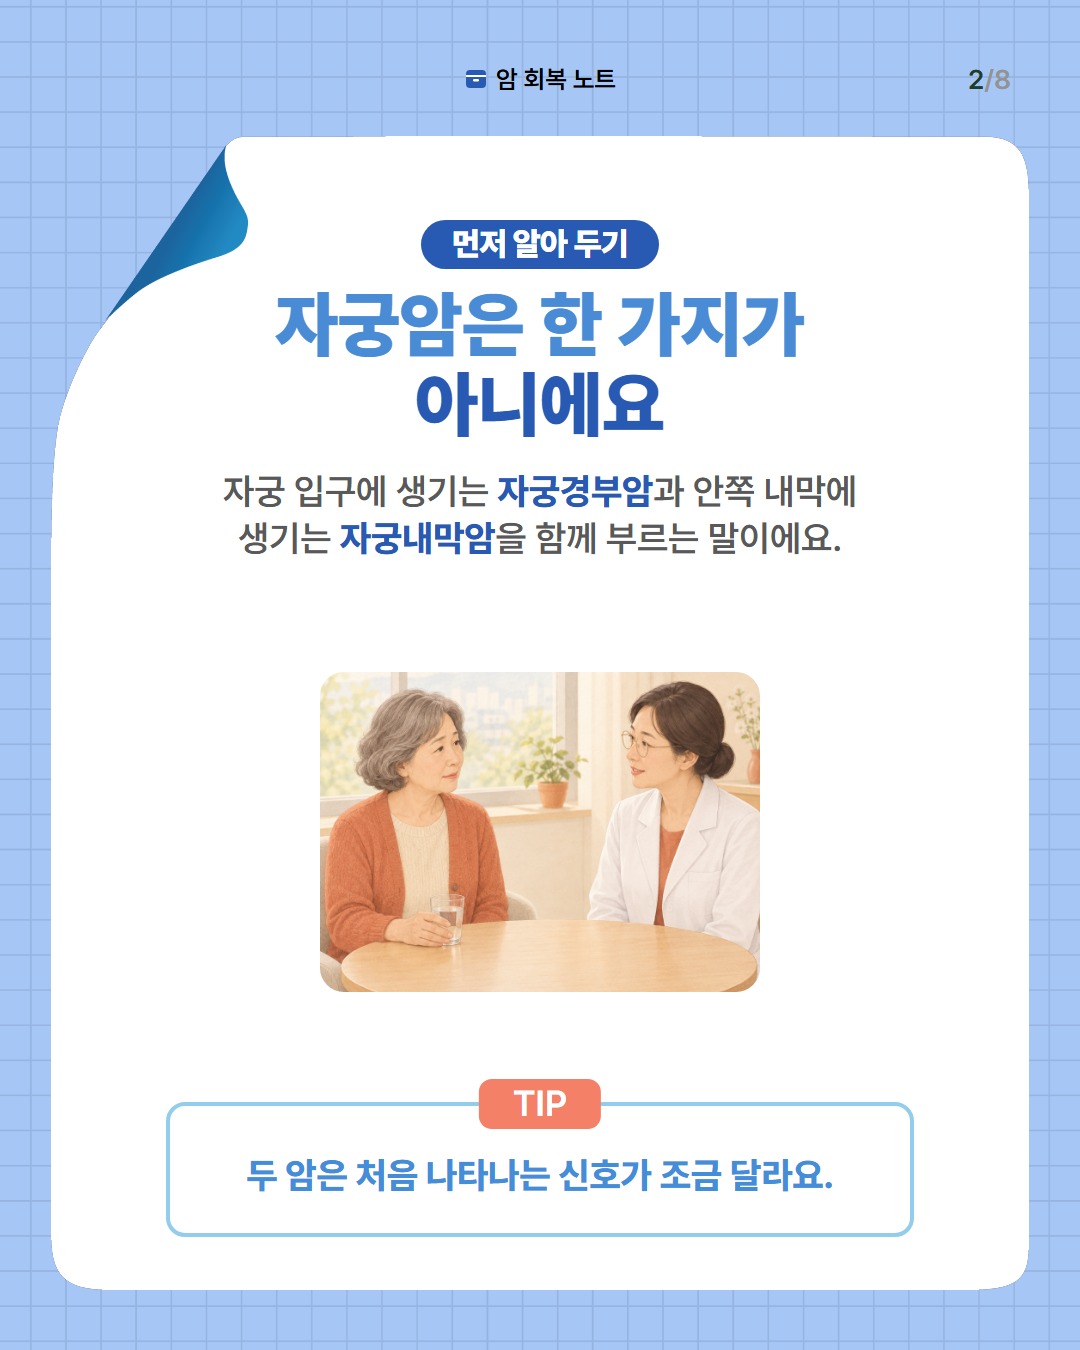 암 회복 노트
2/8
먼저 알아 두기
자궁암은 한 가지가
아니에요
자궁 입구에 생기는 자궁경부암과 안쪽 내막에
생기는 자궁내막암을 함께 부르는 말이에요.
TIP
두 암은 처음 나타나는 신호가 조금 달라요.